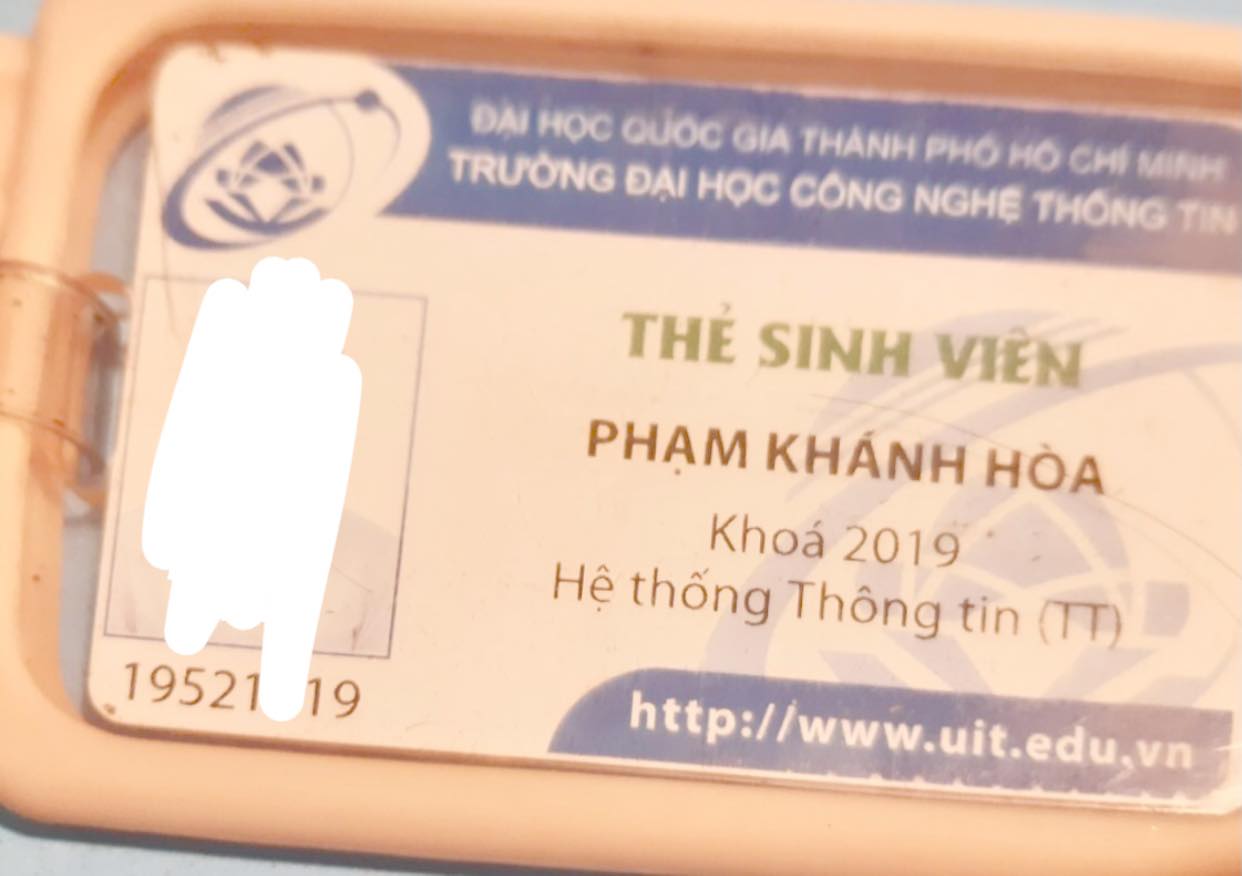 ĐẠI HỌC QUỐC GIA THÀNH PHỐ HỒ CHÍ MINH
TRƯỜNG ĐẠI HỌC CÔNG NGHỆ THÔNG TIN
THẺ SINH VIÊN
PHẠM KHÁNH HÒA
Khoá 2019
Hệ thống Thông tin (TT)
http://www.uit.edu.vn